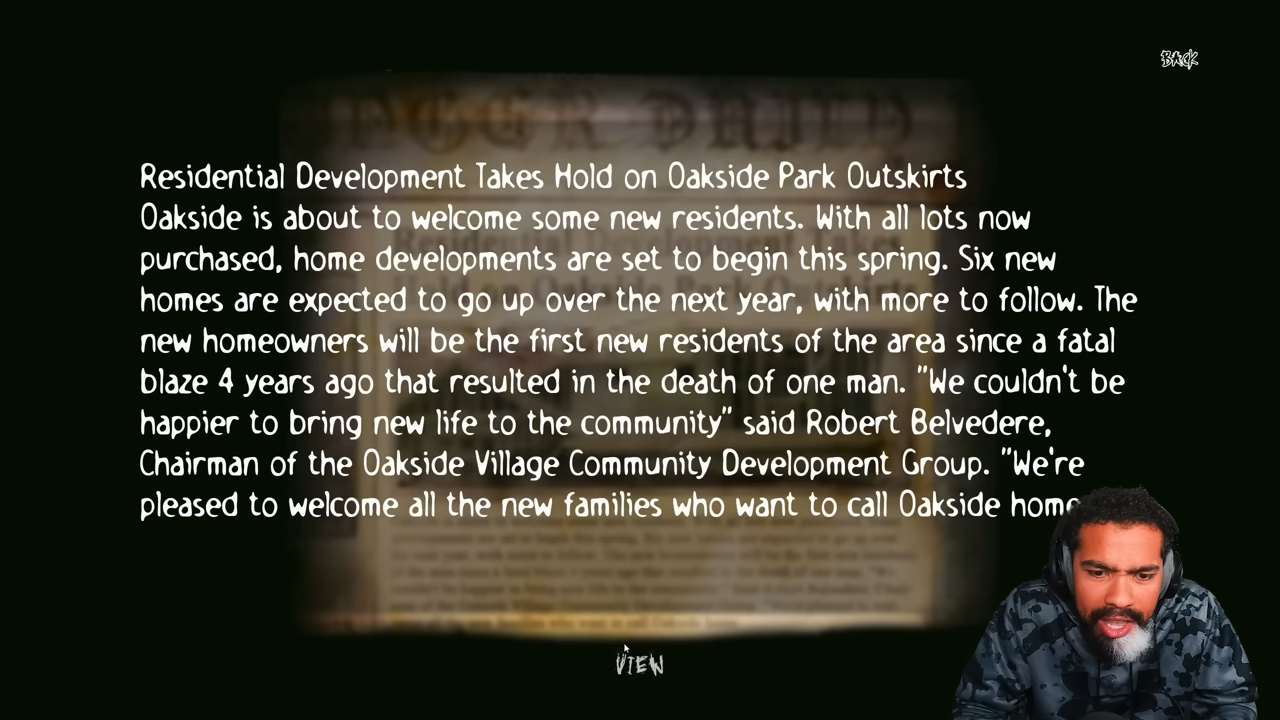 BACK
Residential Development Takes Hold on Oakside Park Outskirts
Oakside is about to welcome some new residents. With all lots now
purchased, home developments are set to begin this spring. Six new
homes are expected to go up over the next year, with more to follow. The
new homeowners will be the first new residents of the area since a fatal
blaze 4 years ago that resulted in the death of one man. "We couldn't be
happier to bring new life to the community" said Robert Belvedere,
Chairman of the Oakside Village Community Development Group. "We're
pleased to welcome all the new families who want to call Oakside home
VIEW